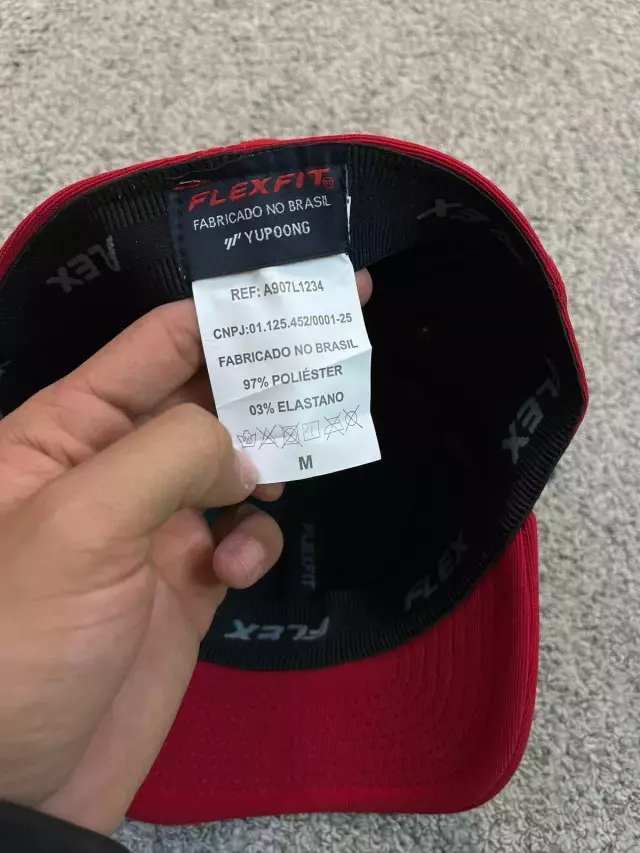 FLEXFIT
FABRICADO NO BRASIL
YUPOONG
REF: A907L1234
CNPJ:01.125.452/0001-25
FABRICADO NO BRASIL
97% POLIÉSTER
03% ELASTANO
M
FLEX
FLEX
FLEX
FLEX
FLEXFIT
FLEX